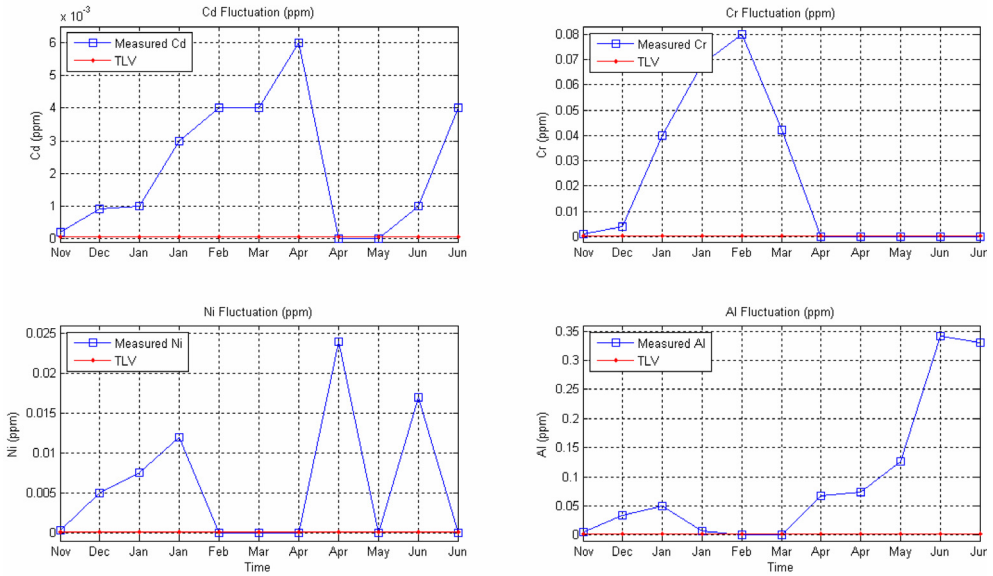 Cd Fluctuation (ppm)
x 10⁻³
6
5
4
3
2
1
0
Cd (ppm)
Measured Cd
TLV
Nov Dec Jan Jan Feb Mar Apr Apr May Jun Jun
Cr Fluctuation (ppm)
0.08
0.07
0.06
0.05
0.04
0.03
0.02
0.01
0
Cr (ppm)
Measured Cr
TLV
Nov Dec Jan Jan Feb Mar Apr Apr May Jun Jun
Ni Fluctuation (ppm)
0.025
0.02
0.015
0.01
0.005
0
Ni (ppm)
Measured Ni
TLV
Nov Dec Jan Jan Feb Mar Apr Apr May Jun Jun
Time
Al Fluctuation (ppm)
0.35
0.3
0.25
0.2
0.15
0.1
0.05
0
Al (ppm)
Measured Al
TLV
Nov Dec Jan Jan Feb Mar Apr Apr May Jun Jun
Time